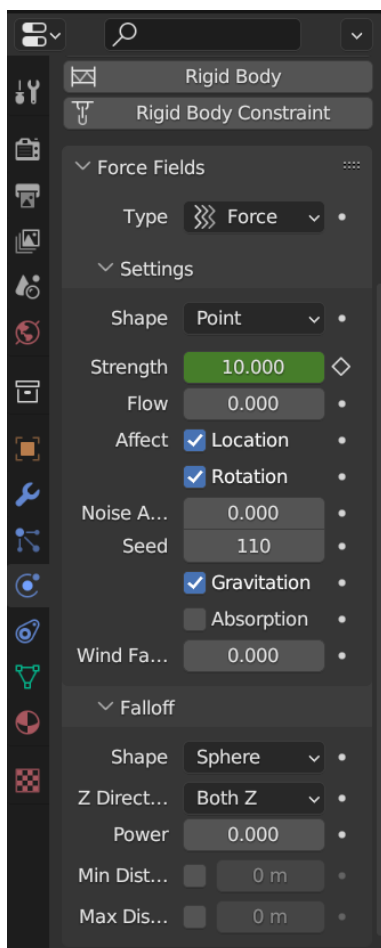 Rigid Body
Rigid Body Constraint
Force Fields
Type Force
Settings
Shape Point
Strength 10.000
Flow 0.000
Affect Location
Rotation
Noise A... 0.000
Seed 110
Gravitation
Absorption
Wind Fa... 0.000
Falloff
Shape Sphere
Z Direct... Both Z
Power 0.000
Min Dist... 0 m
Max Dis... 0 m